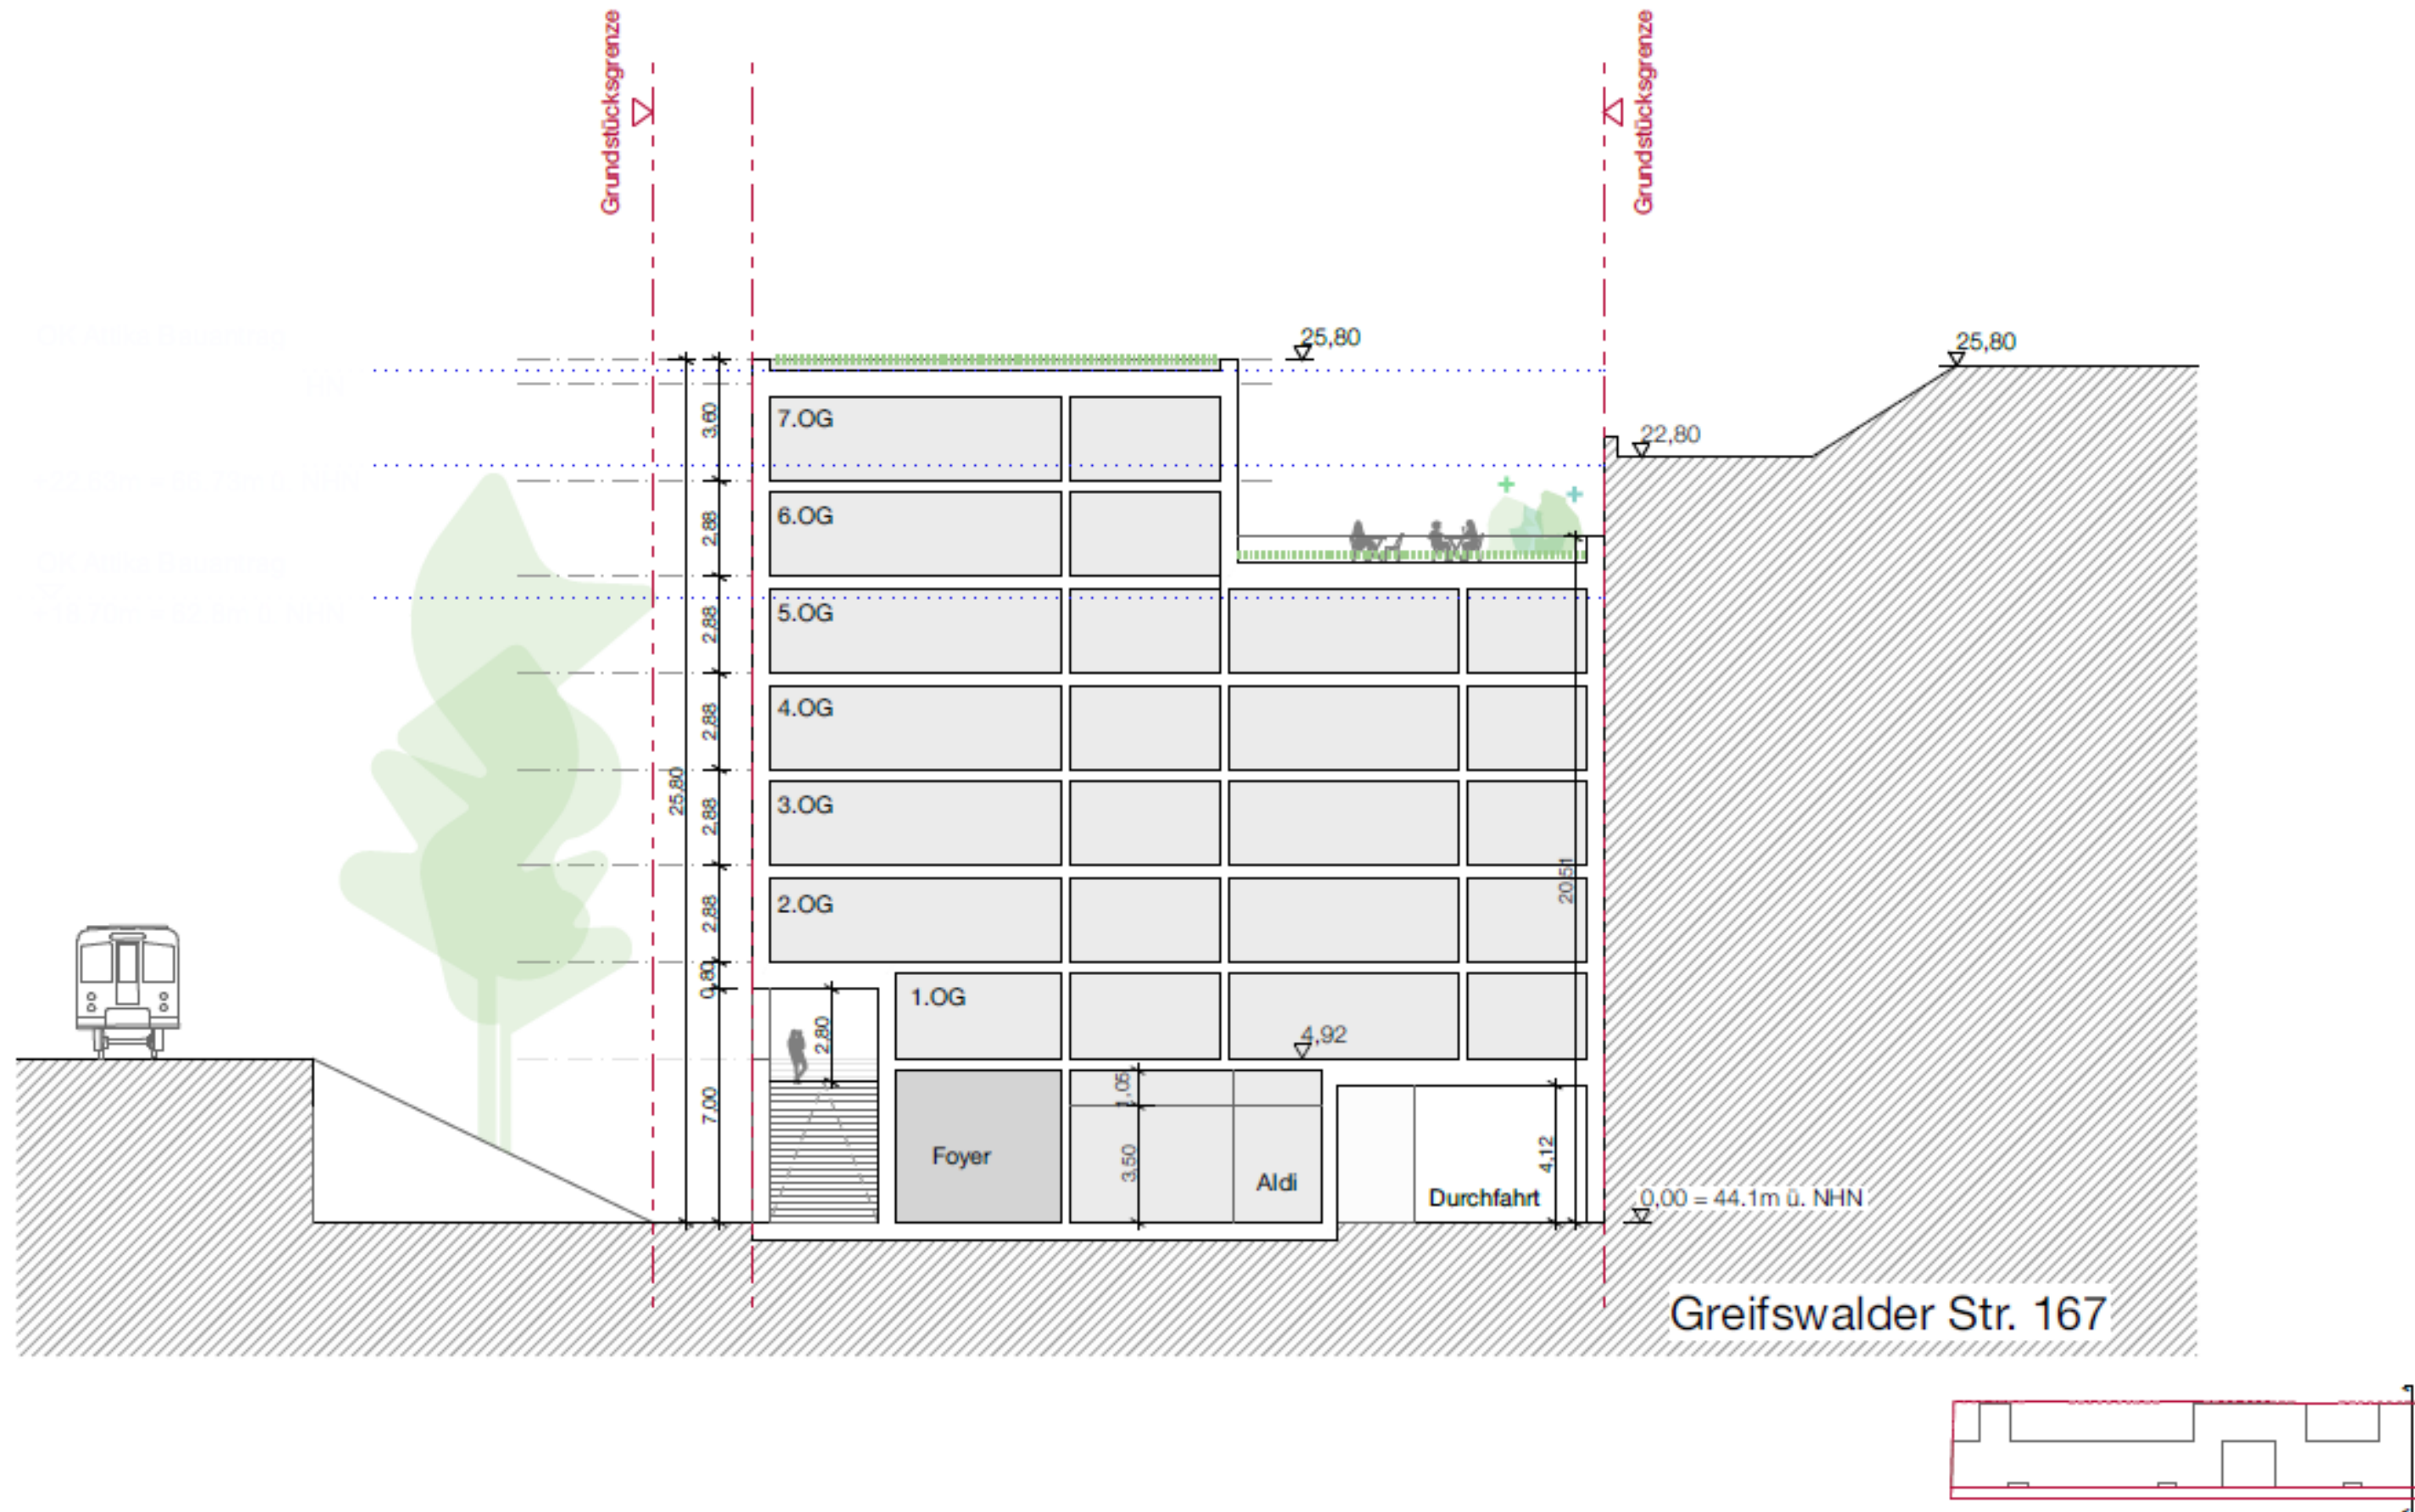 Grundstücksgrenze
Grundstücksgrenze
25,80
25,80
22,80
7.OG
6.OG
5.OG
4.OG
3.OG
2.OG
1.OG
3,60
2,88
2,88
2,88
2,88
2,88
0,80
7,00
25,80
20,51
2,80
4,92
1,05
3,50
4,12
Foyer
Aldi
Durchfahrt
0,00 = 44.1m ü. NHN
Greifswalder Str. 167